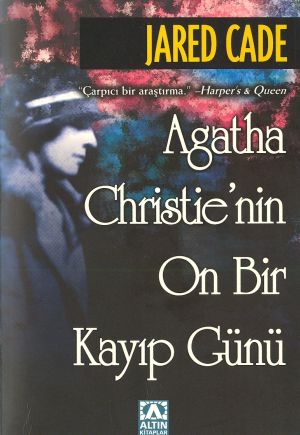 JARED CADE
"Çarpıcı bir araştırma." –Harper's & Queen
Agatha
Christie'nin
On Bir
Kayıp Günü
ALTIN
KİTAPLAR